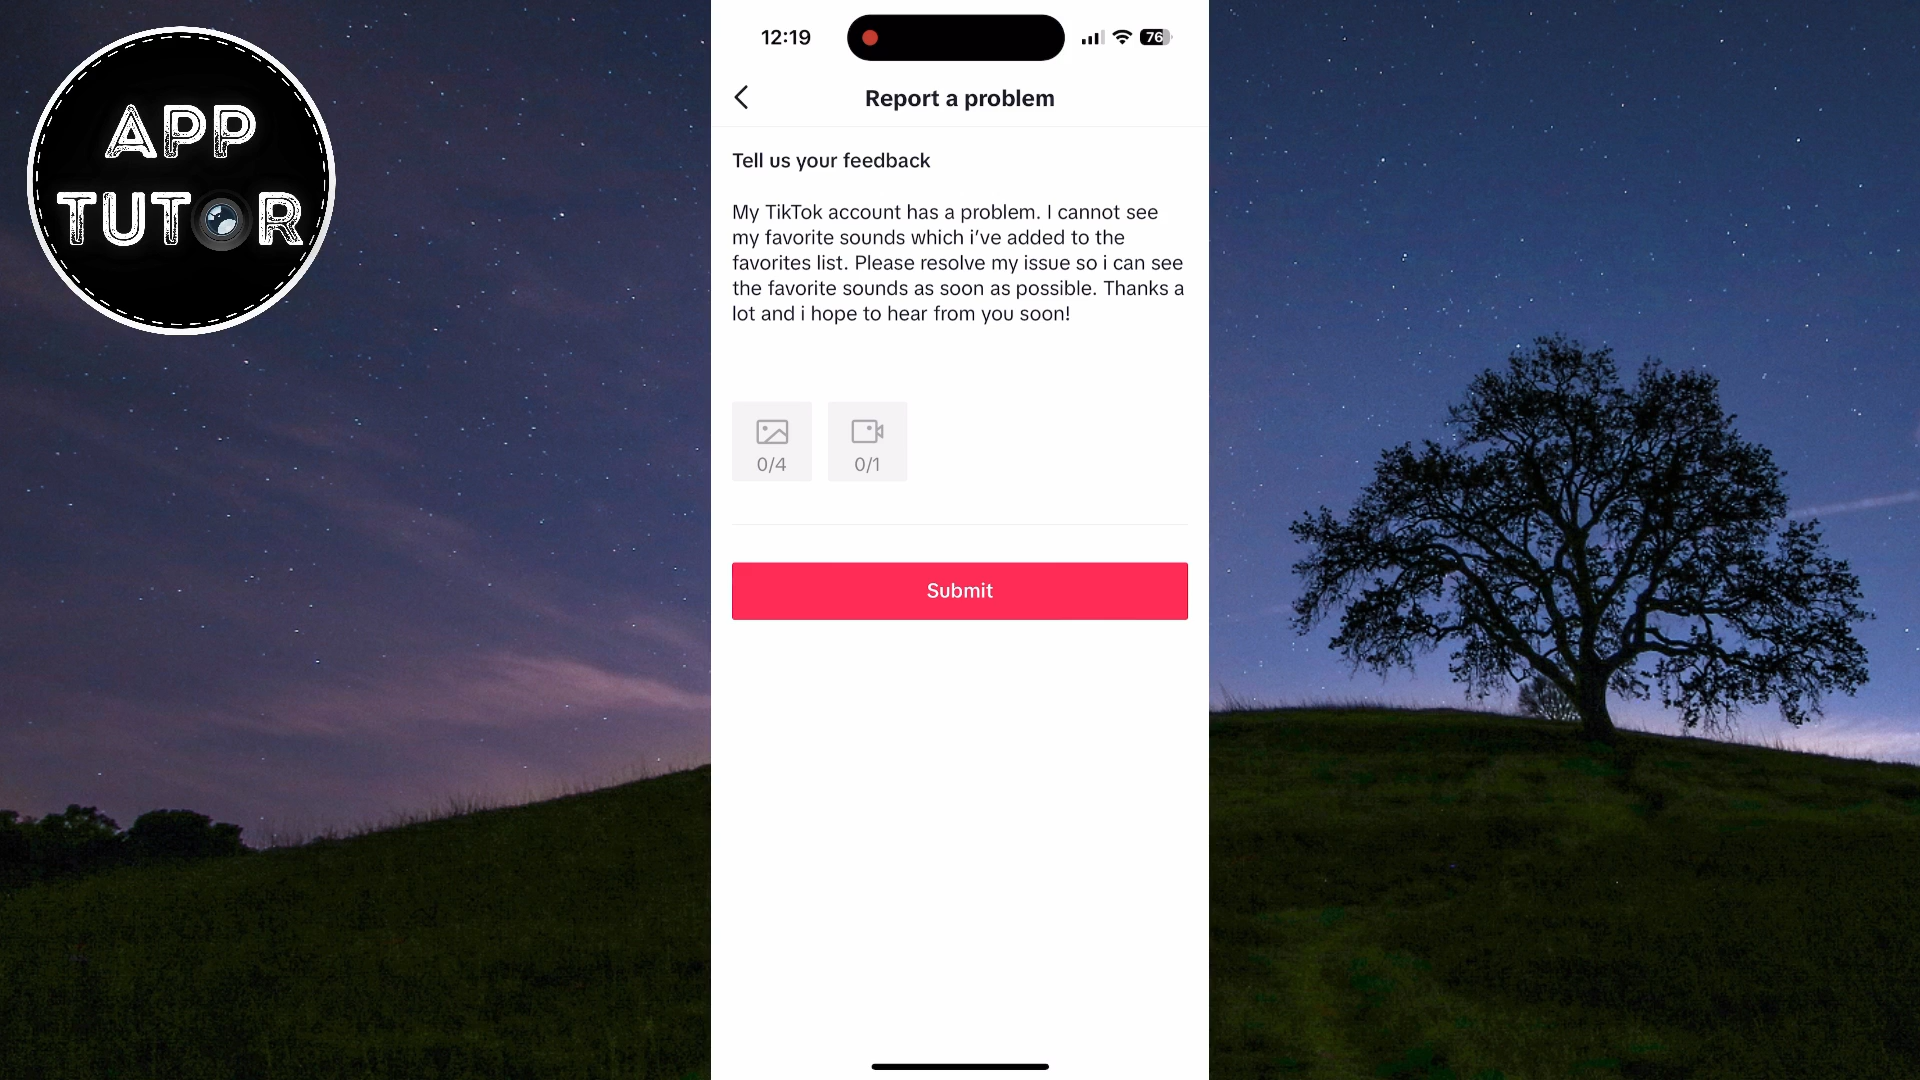 APP
TUTOR
12:19
76
Report a problem
Tell us your feedback
My TikTok account has a problem. I cannot see
my favorite sounds which i’ve added to the
favorites list. Please resolve my issue so i can see
the favorite sounds as soon as possible. Thanks a
lot and i hope to hear from you soon!
0/4
0/1
Submit